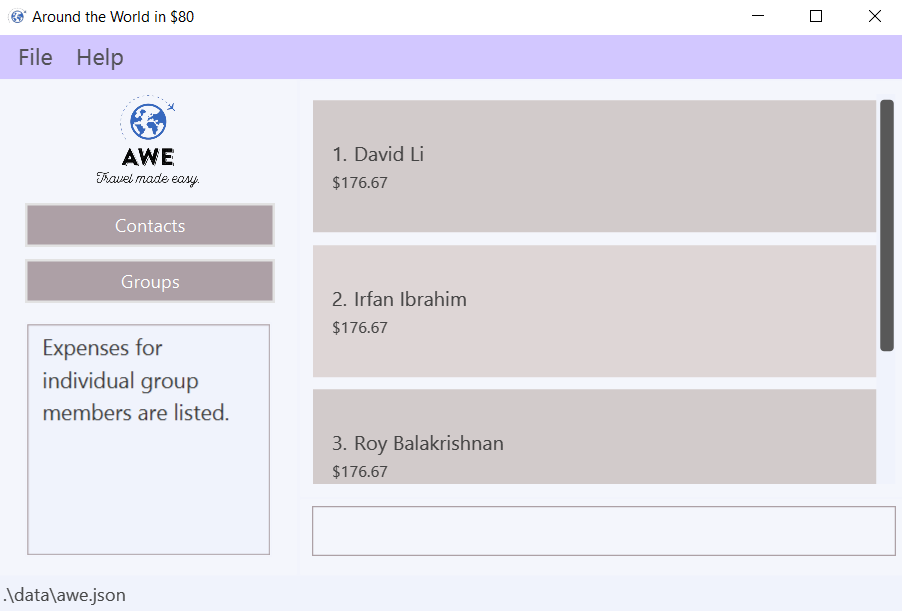 Around the World in $80
File Help
AWE
Travel made easy.
Contacts
Groups
Expenses for
individual group
members are listed.
1. David Li
$176.67
2. Irfan Ibrahim
$176.67
3. Roy Balakrishnan
$176.67
.\data\awe.json